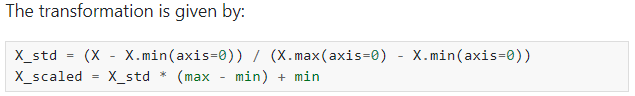 The transformation is given by:
X_std = (X - X.min(axis=0)) / (X.max(axis=0) - X.min(axis=0))
X_scaled = X_std * (max - min) + min